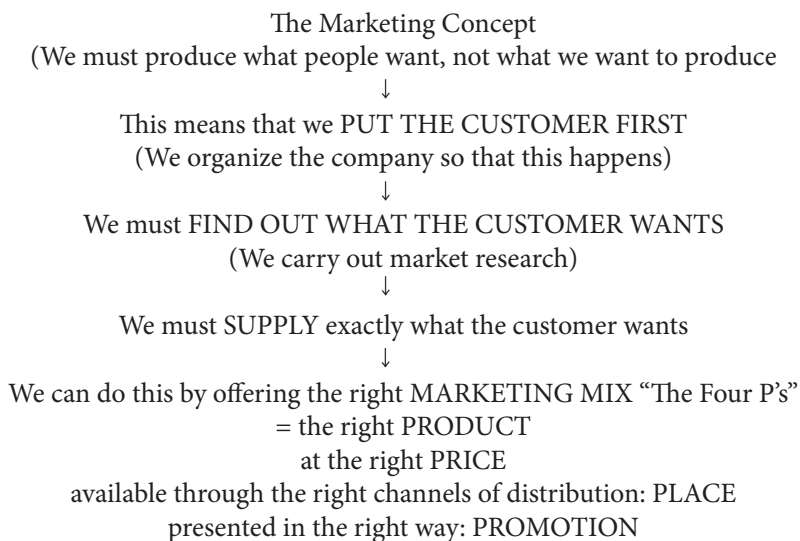 The Marketing Concept
(We must produce what people want, not what we want to produce
↓
This means that we PUT THE CUSTOMER FIRST
(We organize the company so that this happens)
↓
We must FIND OUT WHAT THE CUSTOMER WANTS
(We carry out market research)
↓
We must SUPPLY exactly what the customer wants
↓
We can do this by offering the right MARKETING MIX “The Four P’s”
= the right PRODUCT
at the right PRICE
available through the right channels of distribution: PLACE
presented in the right way: PROMOTION